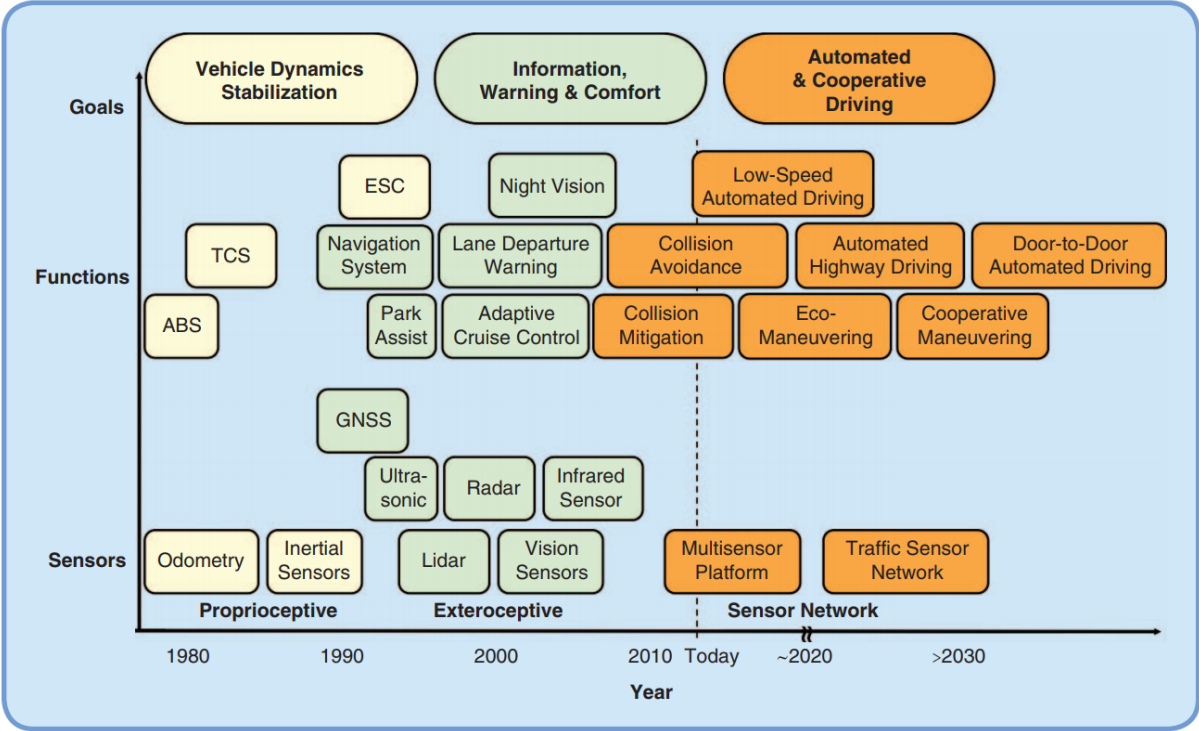 Vehicle Dynamics
Stabilization
Information,
Warning & Comfort
Automated
& Cooperative
Driving
Goals
ESC
Night Vision
Low-Speed
Automated Driving
TCS
Navigation
System
Lane Departure
Warning
Collision
Avoidance
Automated
Highway Driving
Door-to-Door
Automated Driving
Functions
ABS
Park
Assist
Adaptive
Cruise Control
Collision
Mitigation
Eco-
Maneuvering
Cooperative
Maneuvering
GNSS
Ultra-
sonic
Radar
Infrared
Sensor
Sensors
Odometry
Inertial
Sensors
Lidar
Vision
Sensors
Multisensor
Platform
Traffic Sensor
Network
Proprioceptive
Exteroceptive
Sensor Network
1980 1990 2000 2010 Today ~2020 >2030
Year